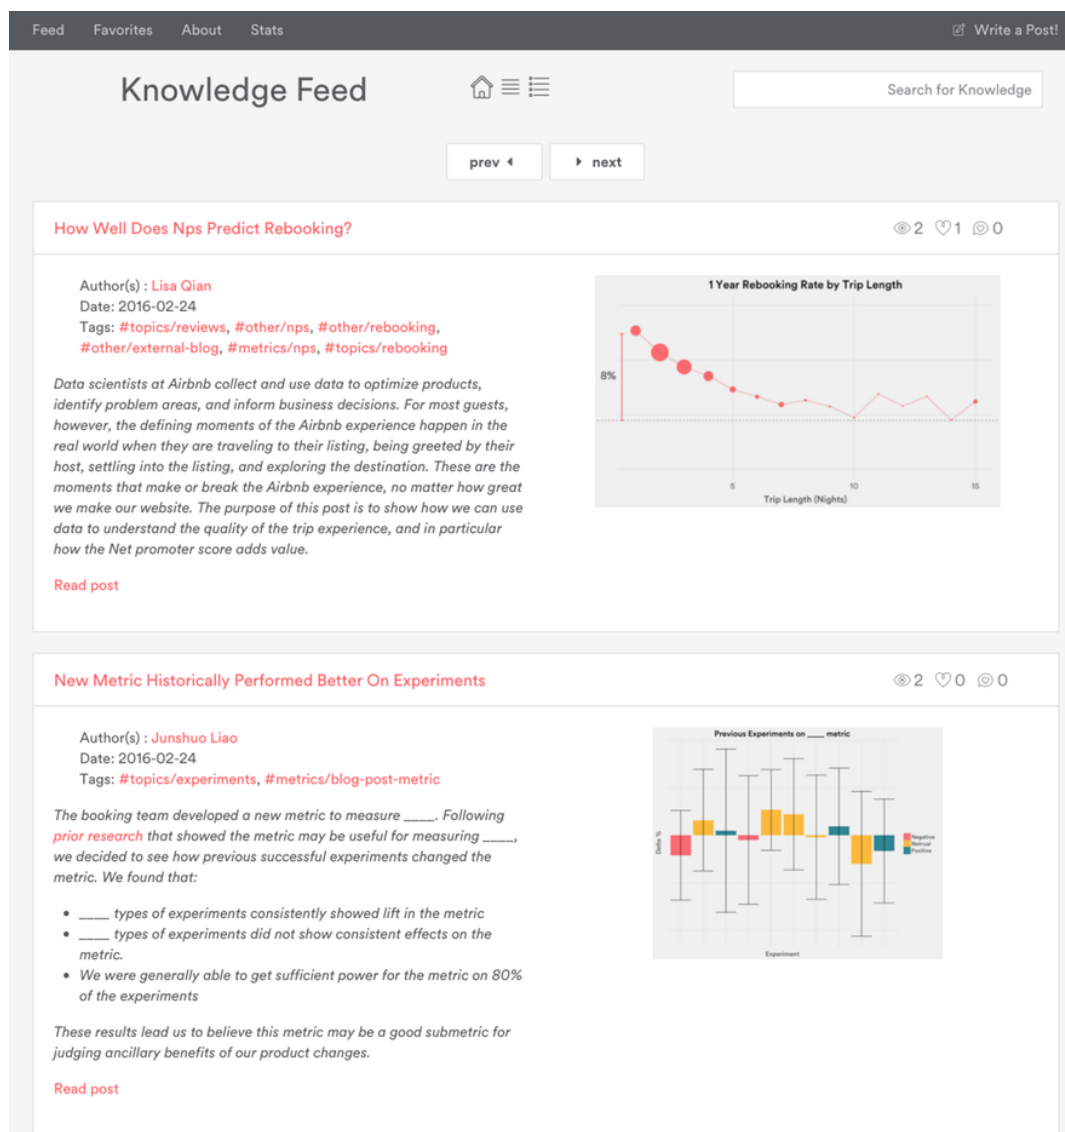 Feed Favorites About Stats Write a Post!
Knowledge Feed Search for Knowledge
prev next
How Well Does Nps Predict Rebooking? 2 1 0
Author(s) : Lisa Qian
Date: 2016-02-24
Tags: #topics/reviews, #other/nps, #other/rebooking,
#other/external-blog, #metrics/nps, #topics/rebooking
Data scientists at Airbnb collect and use data to optimize products,
identify problem areas, and inform business decisions. For most guests,
however, the defining moments of the Airbnb experience happen in the
real world when they are traveling to their listing, being greeted by their
host, settling into the listing, and exploring the destination. These are the
moments that make or break the Airbnb experience, no matter how great
we make our website. The purpose of this post is to show how we can use
data to understand the quality of the trip experience, and in particular
how the Net promoter score adds value.
Read post
1 Year Rebooking Rate by Trip Length
8%
5 10 15
Trip Length (Nights)
New Metric Historically Performed Better On Experiments 2 0 0
Author(s) : Junshuo Liao
Date: 2016-02-24
Tags: #topics/experiments, #metrics/blog-post-metric
The booking team developed a new metric to measure ____. Following
prior research that showed the metric may be useful for measuring ____,
we decided to see how previous successful experiments changed the
metric. We found that:
• ____ types of experiments consistently showed lift in the metric
• ____ types of experiments did not show consistent effects on the
metric.
• We were generally able to get sufficient power for the metric on 80%
of the experiments
These results lead us to believe this metric may be a good submetric for
judging ancillary benefits of our product changes.
Read post
Previous Experiments on ____ metric
Delta %
Negative
Netrual
Positive
Experiment